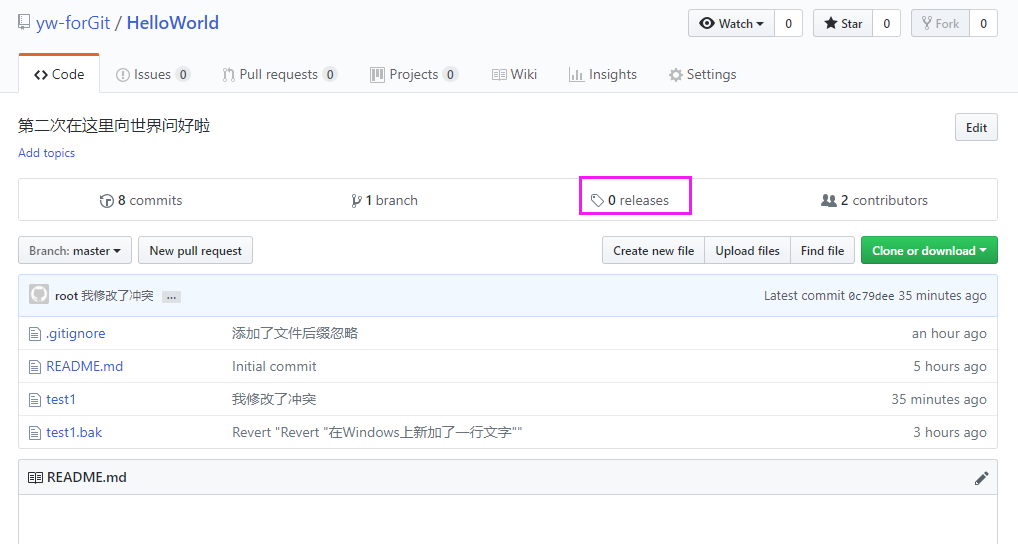 yw-forGit / HelloWorld Watch 0 Star 0 Fork 0
Code Issues 0 Pull requests 0 Projects 0 Wiki Insights Settings
第二次在这里向世界问好啦 Edit
Add topics
8 commits 1 branch 0 releases 2 contributors
Branch: master New pull request Create new file Upload files Find file Clone or download
root 我修改了冲突 ... Latest commit 0c79dee 35 minutes ago
.gitignore 添加了文件后缀忽略 an hour ago
README.md Initial commit 5 hours ago
test1 我修改了冲突 35 minutes ago
test1.bak Revert "Revert "在Windows上新加了一行文字"" 3 hours ago
README.md